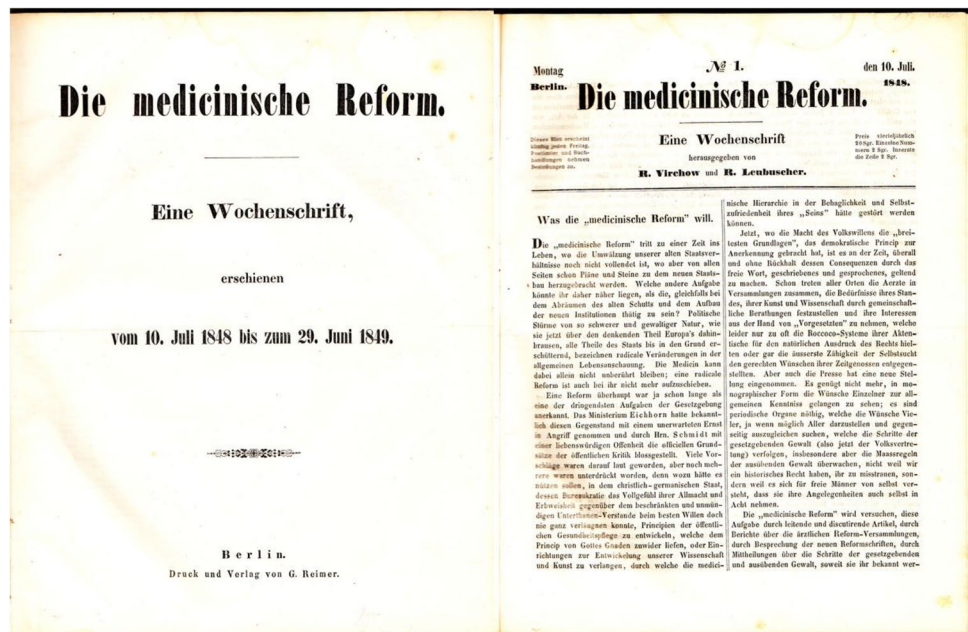 Die medicinische Reform.
Eine Wochenschrift,
erschienen
vom 10. Juli 1848 bis zum 29. Juni 1849.
Berlin.
Druck und Verlag von G. Reimer.
Montag
№ 1.
den 10. Juli.
Berlin.
1848.
Die medicinische Reform.
Dieses Blatt erscheint
künftig jeden Freitag.
Postämter und Buch-
handlungen nehmen
Bestellungen an.
Eine Wochenschrift
herausgegeben von
R. Virchow und R. Leubuscher.
Preis vierteljährlich
20 Sgr. Einzelne Num-
mern 2 Sgr. Inserate
die Zeile 2 Sgr.
Was die „medicinische Reform" will.
Die „medicinische Reform" tritt zu einer Zeit ins
Leben, wo die Umwälzung unserer alten Staatsver-
hältnisse noch nicht vollendet ist, wo aber von allen
Seiten schon Pläne und Steine zu dem neuen Staats-
bau herzugebracht werden. Welche andere Aufgabe
könnte ihr daher näher liegen, als die, gleichfalls bei
dem Abräumen des alten Schutts und dem Aufbau
der neuen Institutionen thätig zu sein? Politische
Stürme von so schwerer und gewaltiger Natur, wie
sie jetzt über den denkenden Theil Europa's dahin-
brausen, alle Theile des Staats bis in den Grund er-
schütternd, bezeichnen radicale Veränderungen in der
allgemeinen Lebensanschauung. Die Medicin kann
dabei allein nicht unberührt bleiben; eine radicale
Reform ist auch bei ihr nicht mehr aufzuschieben.
Eine Reform überhaupt war ja schon lange als
eine der dringendsten Aufgaben der Gesetzgebung
anerkannt. Das Ministerium Eichhorn hatte bekannt-
lich diesen Gegenstand mit einem unerwarteten Ernst
in Angriff genommen und durch Hrn. Schmidt mit
einer liebenswürdigen Offenheit die officiellen Grund-
sätze der öffentlichen Kritik blossgestellt. Viele Vor-
schläge waren darauf laut geworden, aber noch meh-
rere waren unterdrückt worden, denn wozu hätte es
nützen sollen, in dem christlich-germanischen Staat,
dessen Bureaukratie das Vollgefühl ihrer Allmacht und
Erbweisheit gegenüber dem beschränkten und unmün-
digen Unterthanen-Verstande beim besten Willen doch
nie ganz verläugnen konnte, Principien der öffentli-
chen Gesundheitspflege zu entwickeln, welche dem
Princip von Gottes Gnaden zuwider liefen, oder Ein-
richtungen zur Entwickelung unserer Wissenschaft
und Kunst zu verlangen, durch welche die medici-
nische Hierarchie in der Behaglichkeit und Selbst-
zufriedenheit ihres „Seins" hätte gestört werden
können.
Jetzt, wo die Macht des Volkswillens die „brei-
testen Grundlagen", das demokratische Princip zur
Anerkennung gebracht hat, ist es an der Zeit, überall
und ohne Rückhalt dessen Consequenzen durch das
freie Wort, geschriebenes und gesprochenes, geltend
zu machen. Schon treten aller Orten die Aerzte in
Versammlungen zusammen, die Bedürfnisse ihres Stan-
des, ihrer Kunst und Wissenschaft durch gemeinschaft-
liche Berathungen festzustellen und ihre Interessen
aus der Hand von „Vorgesetzten" zu nehmen, welche
leider nur zu oft die Roccoco-Systeme ihrer Akten-
tische für den natürlichen Ausdruck des Rechts hiel-
ten oder gar die äusserste Zähigkeit der Selbstsucht
den gerechten Wünschen ihrer Zeitgenossen entgegen-
stellten. Aber auch die Presse hat eine neue Stel-
lung eingenommen. Es genügt nicht mehr, in mo-
nographischer Form die Wünsche Einzelner zur all-
gemeinen Kenntniss gelangen zu sehen; es sind
periodische Organe nöthig, welche die Wünsche Vie-
ler, ja wenn möglich Aller darzustellen und gegen-
seitig auszugleichen suchen, welche die Schritte der
gesetzgebenden Gewalt (also jetzt der Volksvertre-
tung) verfolgen, insbesondere aber die Maassregeln
der ausübenden Gewalt überwachen, nicht weil wir
ein historisches Recht haben, ihr zu misstrauen, son-
dern weil es sich für freie Männer von selbst ver-
steht, dass sie ihre Angelegenheiten auch selbst in
Acht nehmen.
Die „medicinische Reform" wird versuchen, diese
Aufgabe durch leitende und discutirende Artikel, durch
Berichte über die ärztlichen Reform-Versammlungen,
durch Besprechung der neuen Reformschriften, durch
Mittheilungen über die Schritte der gesetzgebenden
und ausübenden Gewalt, soweit sie ihr bekannt wer-